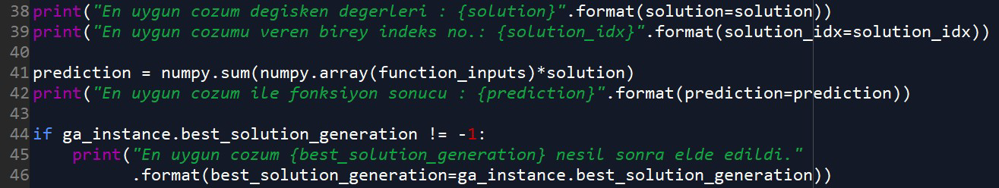 38 print("En uygun cozum degisken degerleri : {solution}".format(solution=solution))
39 print("En uygun cozumu veren birey indeks no.: {solution_idx}".format(solution_idx=solution_idx))
40
41 prediction = numpy.sum(numpy.array(function_inputs)*solution)
42 print("En uygun cozum ile fonksiyon sonucu : {prediction}".format(prediction=prediction))
43
44 if ga_instance.best_solution_generation != -1:
45     print("En uygun cozum {best_solution_generation} nesil sonra elde edildi."
46           .format(best_solution_generation=ga_instance.best_solution_generation))